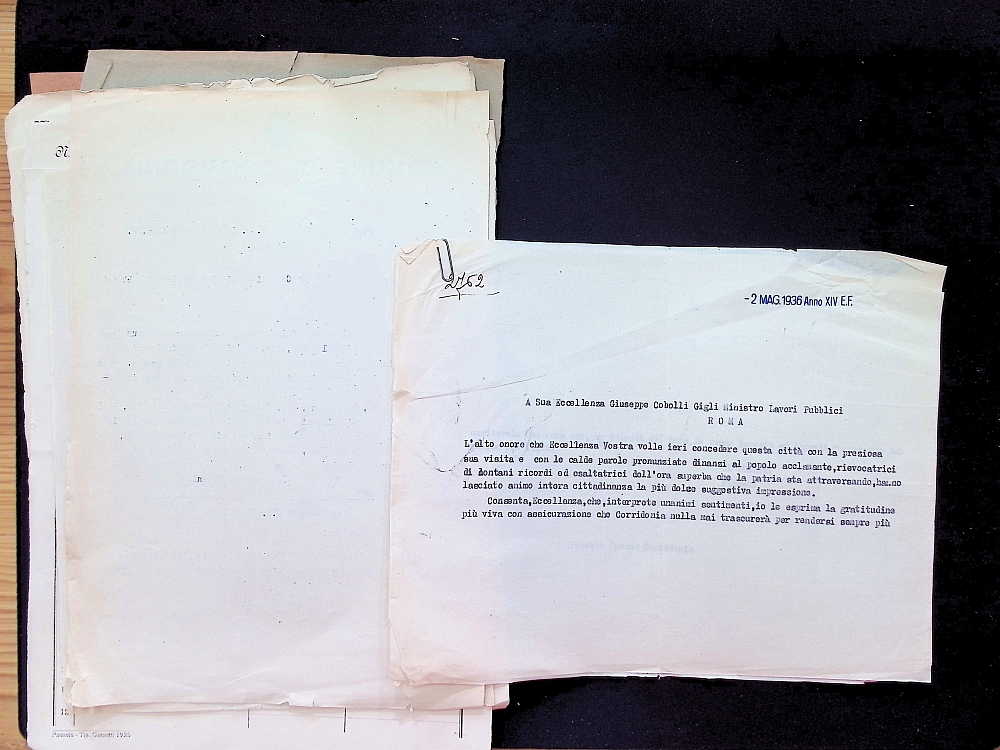 2762
- 2 MAG. 1936 Anno XIV E.F.
A Sua Eccellenza Giuseppe Cobolli Gigli Ministro Lavori Pubblici
R O M A
L'alto onore che Eccellenza Vostra volle ieri concedere questa città con la preziosa
sua visita e con le calde parole pronunziate dinanzi al popolo acclamante,rievocatrici
di lontani ricordi ed esaltatrici dell'ora superba che la patria sta attraversando,hanno
lasciato animo intera cittadinanza la più dolce suggestiva impressione.
Consenta,Eccellenza,che,interprete unanimi sentimenti,io le esprima la gratitudine
più viva con assicurazione che Corridonia nulla mai trascurerà per rendersi sempre più